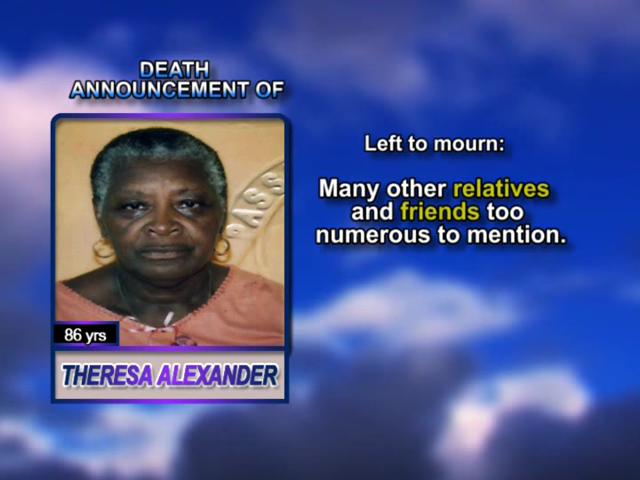 DEATH
ANNOUNCEMENT OF
PASS
86 yrs
THERESA ALEXANDER
Left to mourn:
Many other relatives
and friends too
numerous to mention.